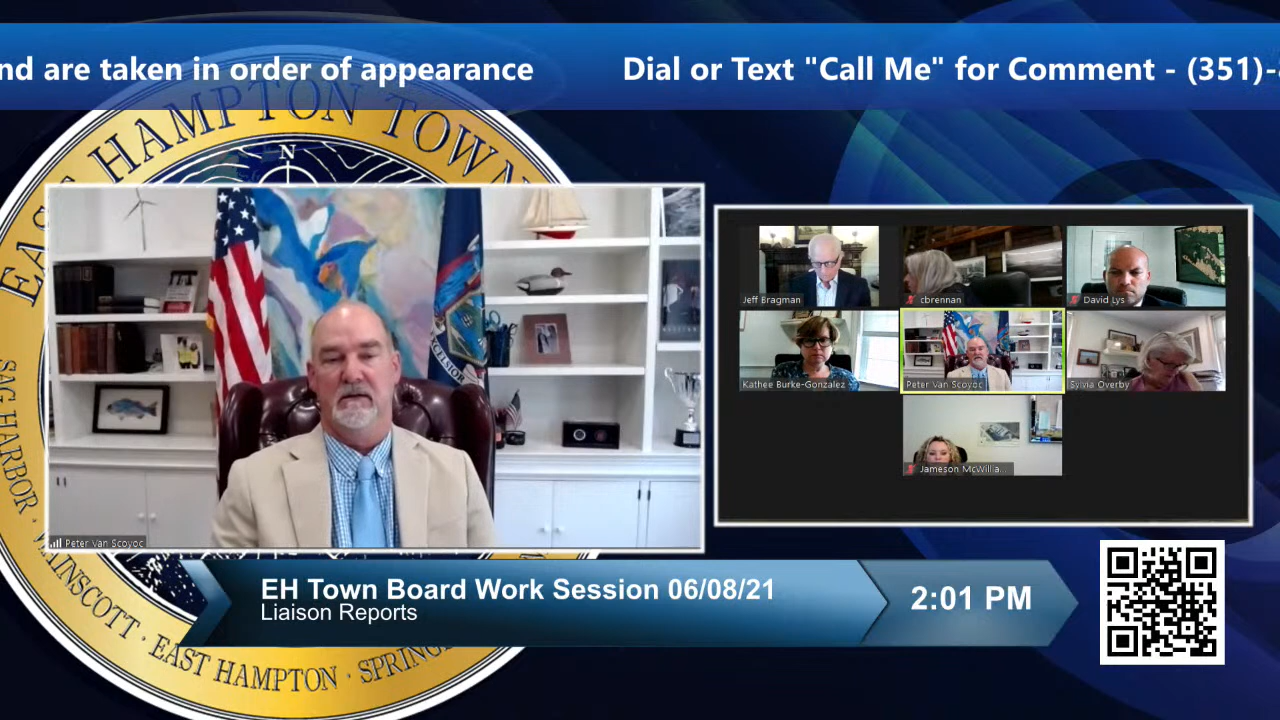 nd are taken in order of appearance
Dial or Text "Call Me" for Comment - (351)-
EAST HAMPTON TOWN
N
SAG HARBOR · WAINSCOTT · EAST HAMPTON ·
EXCELSIOR
Peter Van Scoyoc
Jeff Bragman
cbrennan
David Lys
Kathee Burke-Gonzalez
Peter Van Scoyoc
Sylvia Overby
Jameson McWillia...
EH Town Board Work Session 06/08/21
Liaison Reports
2:01 PM